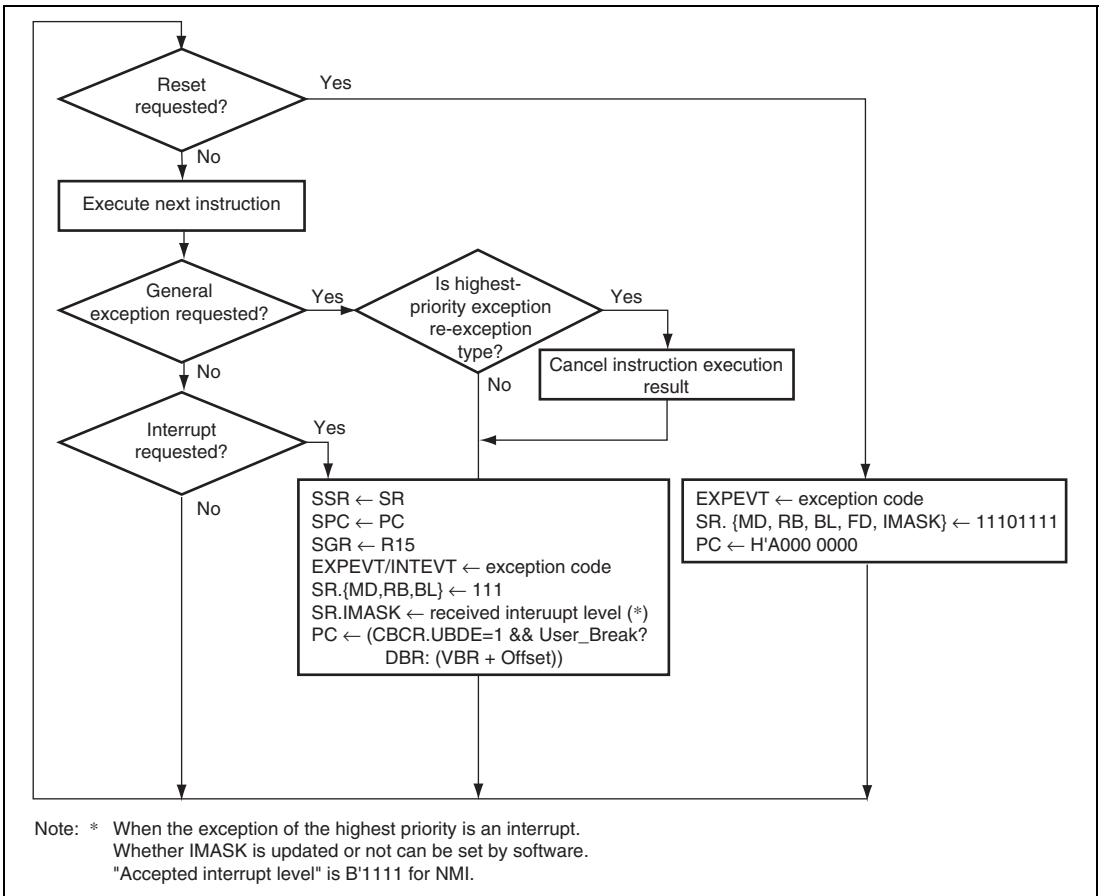 Reset
requested?
Yes
No
Execute next instruction
General
exception requested?
Yes
Is highest-
priority exception
re-exception
type?
Yes
Cancel instruction execution
result
No
No
Interrupt
requested?
Yes
No
SSR ← SR
SPC ← PC
SGR ← R15
EXPEVT/INTEVT ← exception code
SR.{MD,RB,BL} ← 111
SR.IMASK ← received interuupt level (*)
PC ← (CBCR.UBDE=1 && User_Break?
DBR: (VBR + Offset))
EXPEVT ← exception code
SR. {MD, RB, BL, FD, IMASK} ← 11101111
PC ← H'A000 0000
Note: * When the exception of the highest priority is an interrupt.
Whether IMASK is updated or not can be set by software.
"Accepted interrupt level" is B'1111 for NMI.